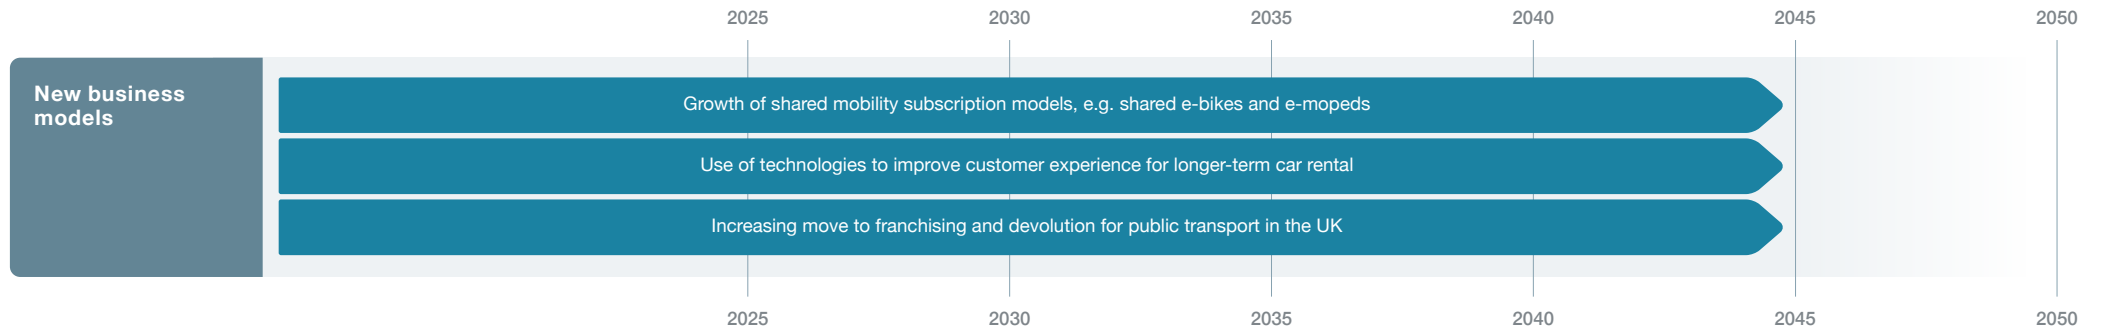 2025 2030 2035 2040 2045 2050
New business
models
Growth of shared mobility subscription models, e.g. shared e-bikes and e-mopeds
Use of technologies to improve customer experience for longer-term car rental
Increasing move to franchising and devolution for public transport in the UK
2025 2030 2035 2040 2045 2050